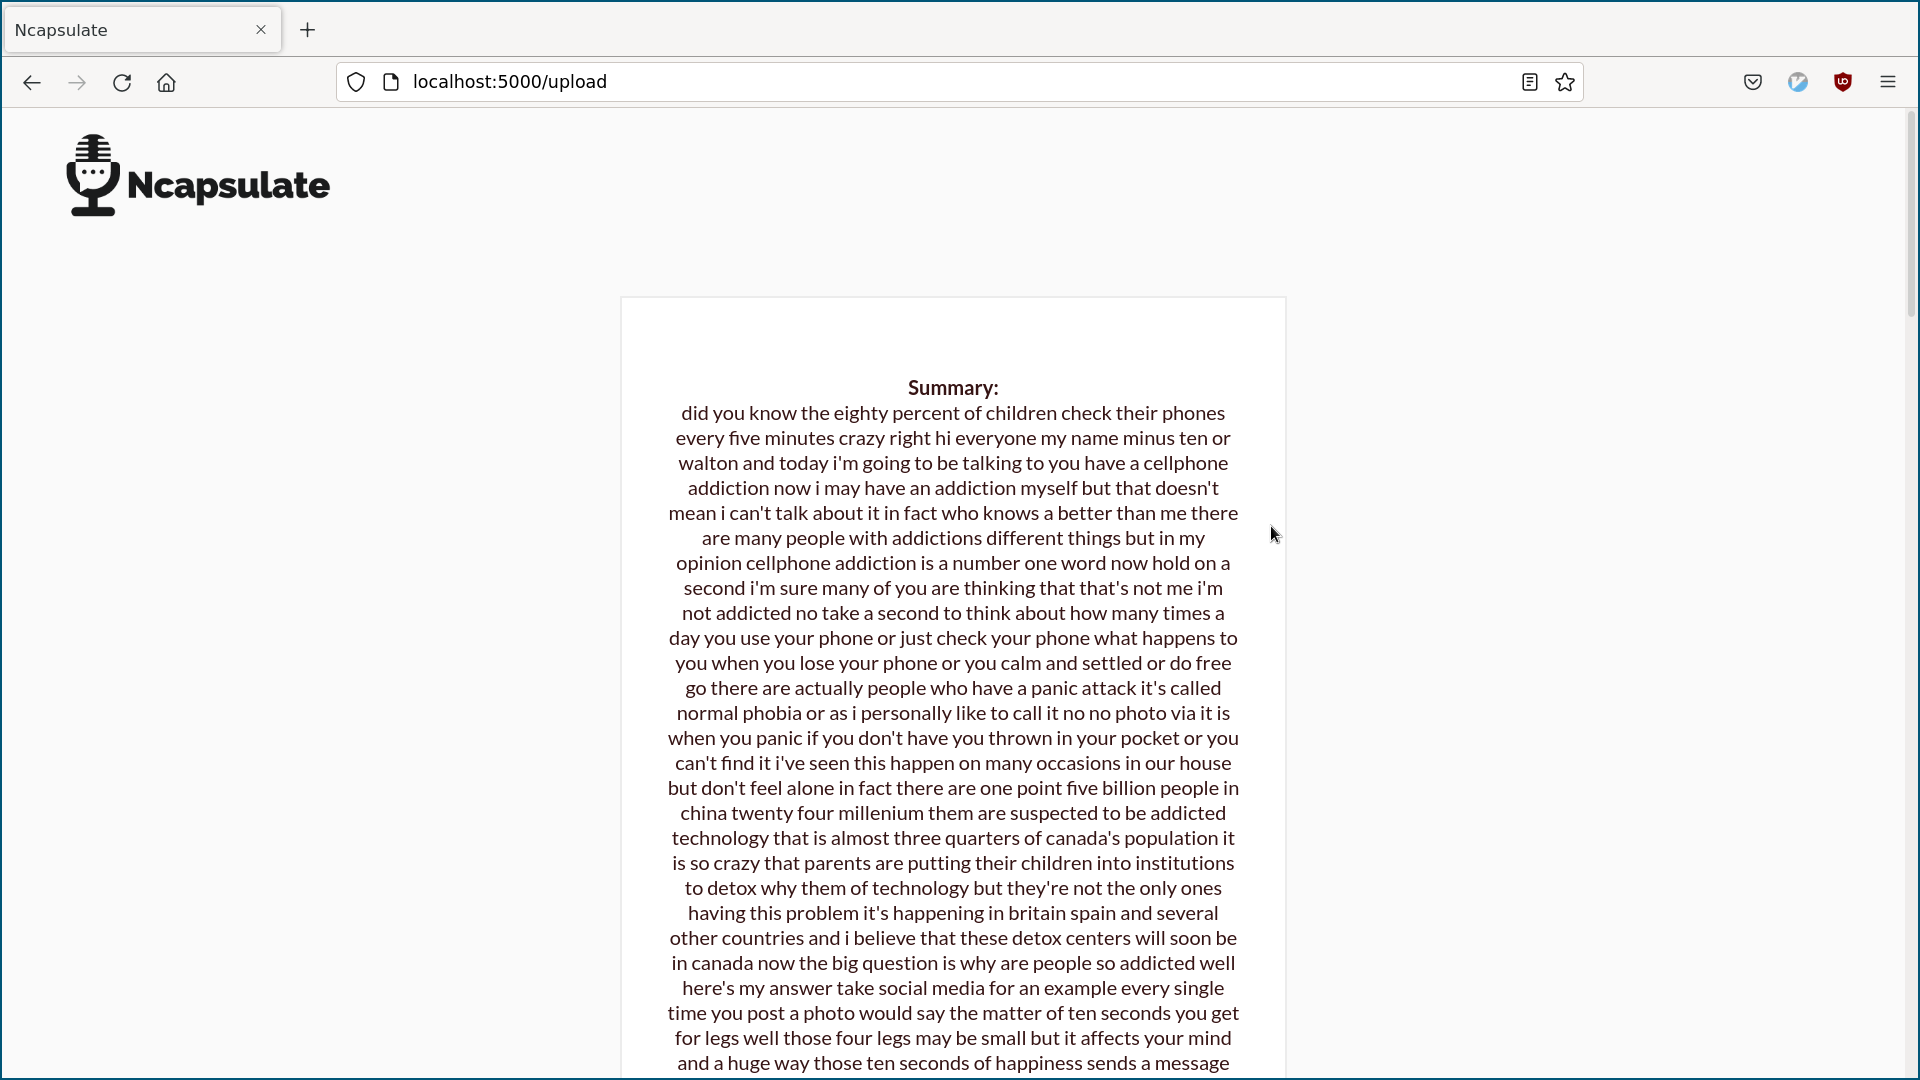 Ncapsulate
localhost:5000/upload
Ncapsulate
Summary:
did you know the eighty percent of children check their phones
every five minutes crazy right hi everyone my name minus ten or
walton and today i'm going to be talking to you have a cellphone
addiction now i may have an addiction myself but that doesn't
mean i can't talk about it in fact who knows a better than me there
are many people with addictions different things but in my
opinion cellphone addiction is a number one word now hold on a
second i'm sure many of you are thinking that that's not me i'm
not addicted no take a second to think about how many times a
day you use your phone or just check your phone what happens to
you when you lose your phone or you calm and settled or do free
go there are actually people who have a panic attack it's called
normal phobia or as i personally like to call it no no photo via it is
when you panic if you don't have you thrown in your pocket or you
can't find it i've seen this happen on many occasions in our house
but don't feel alone in fact there are one point five billion people in
china twenty four millenium them are suspected to be addicted
technology that is almost three quarters of canada's population it
is so crazy that parents are putting their children into institutions
to detox why them of technology but they're not the only ones
having this problem it's happening in britain spain and several
other countries and i believe that these detox centers will soon be
in canada now the big question is why are people so addicted well
here's my answer take social media for an example every single
time you post a photo would say the matter of ten seconds you get
for legs well those four legs may be small but it affects your mind
and a huge way those ten seconds of happiness sends a message